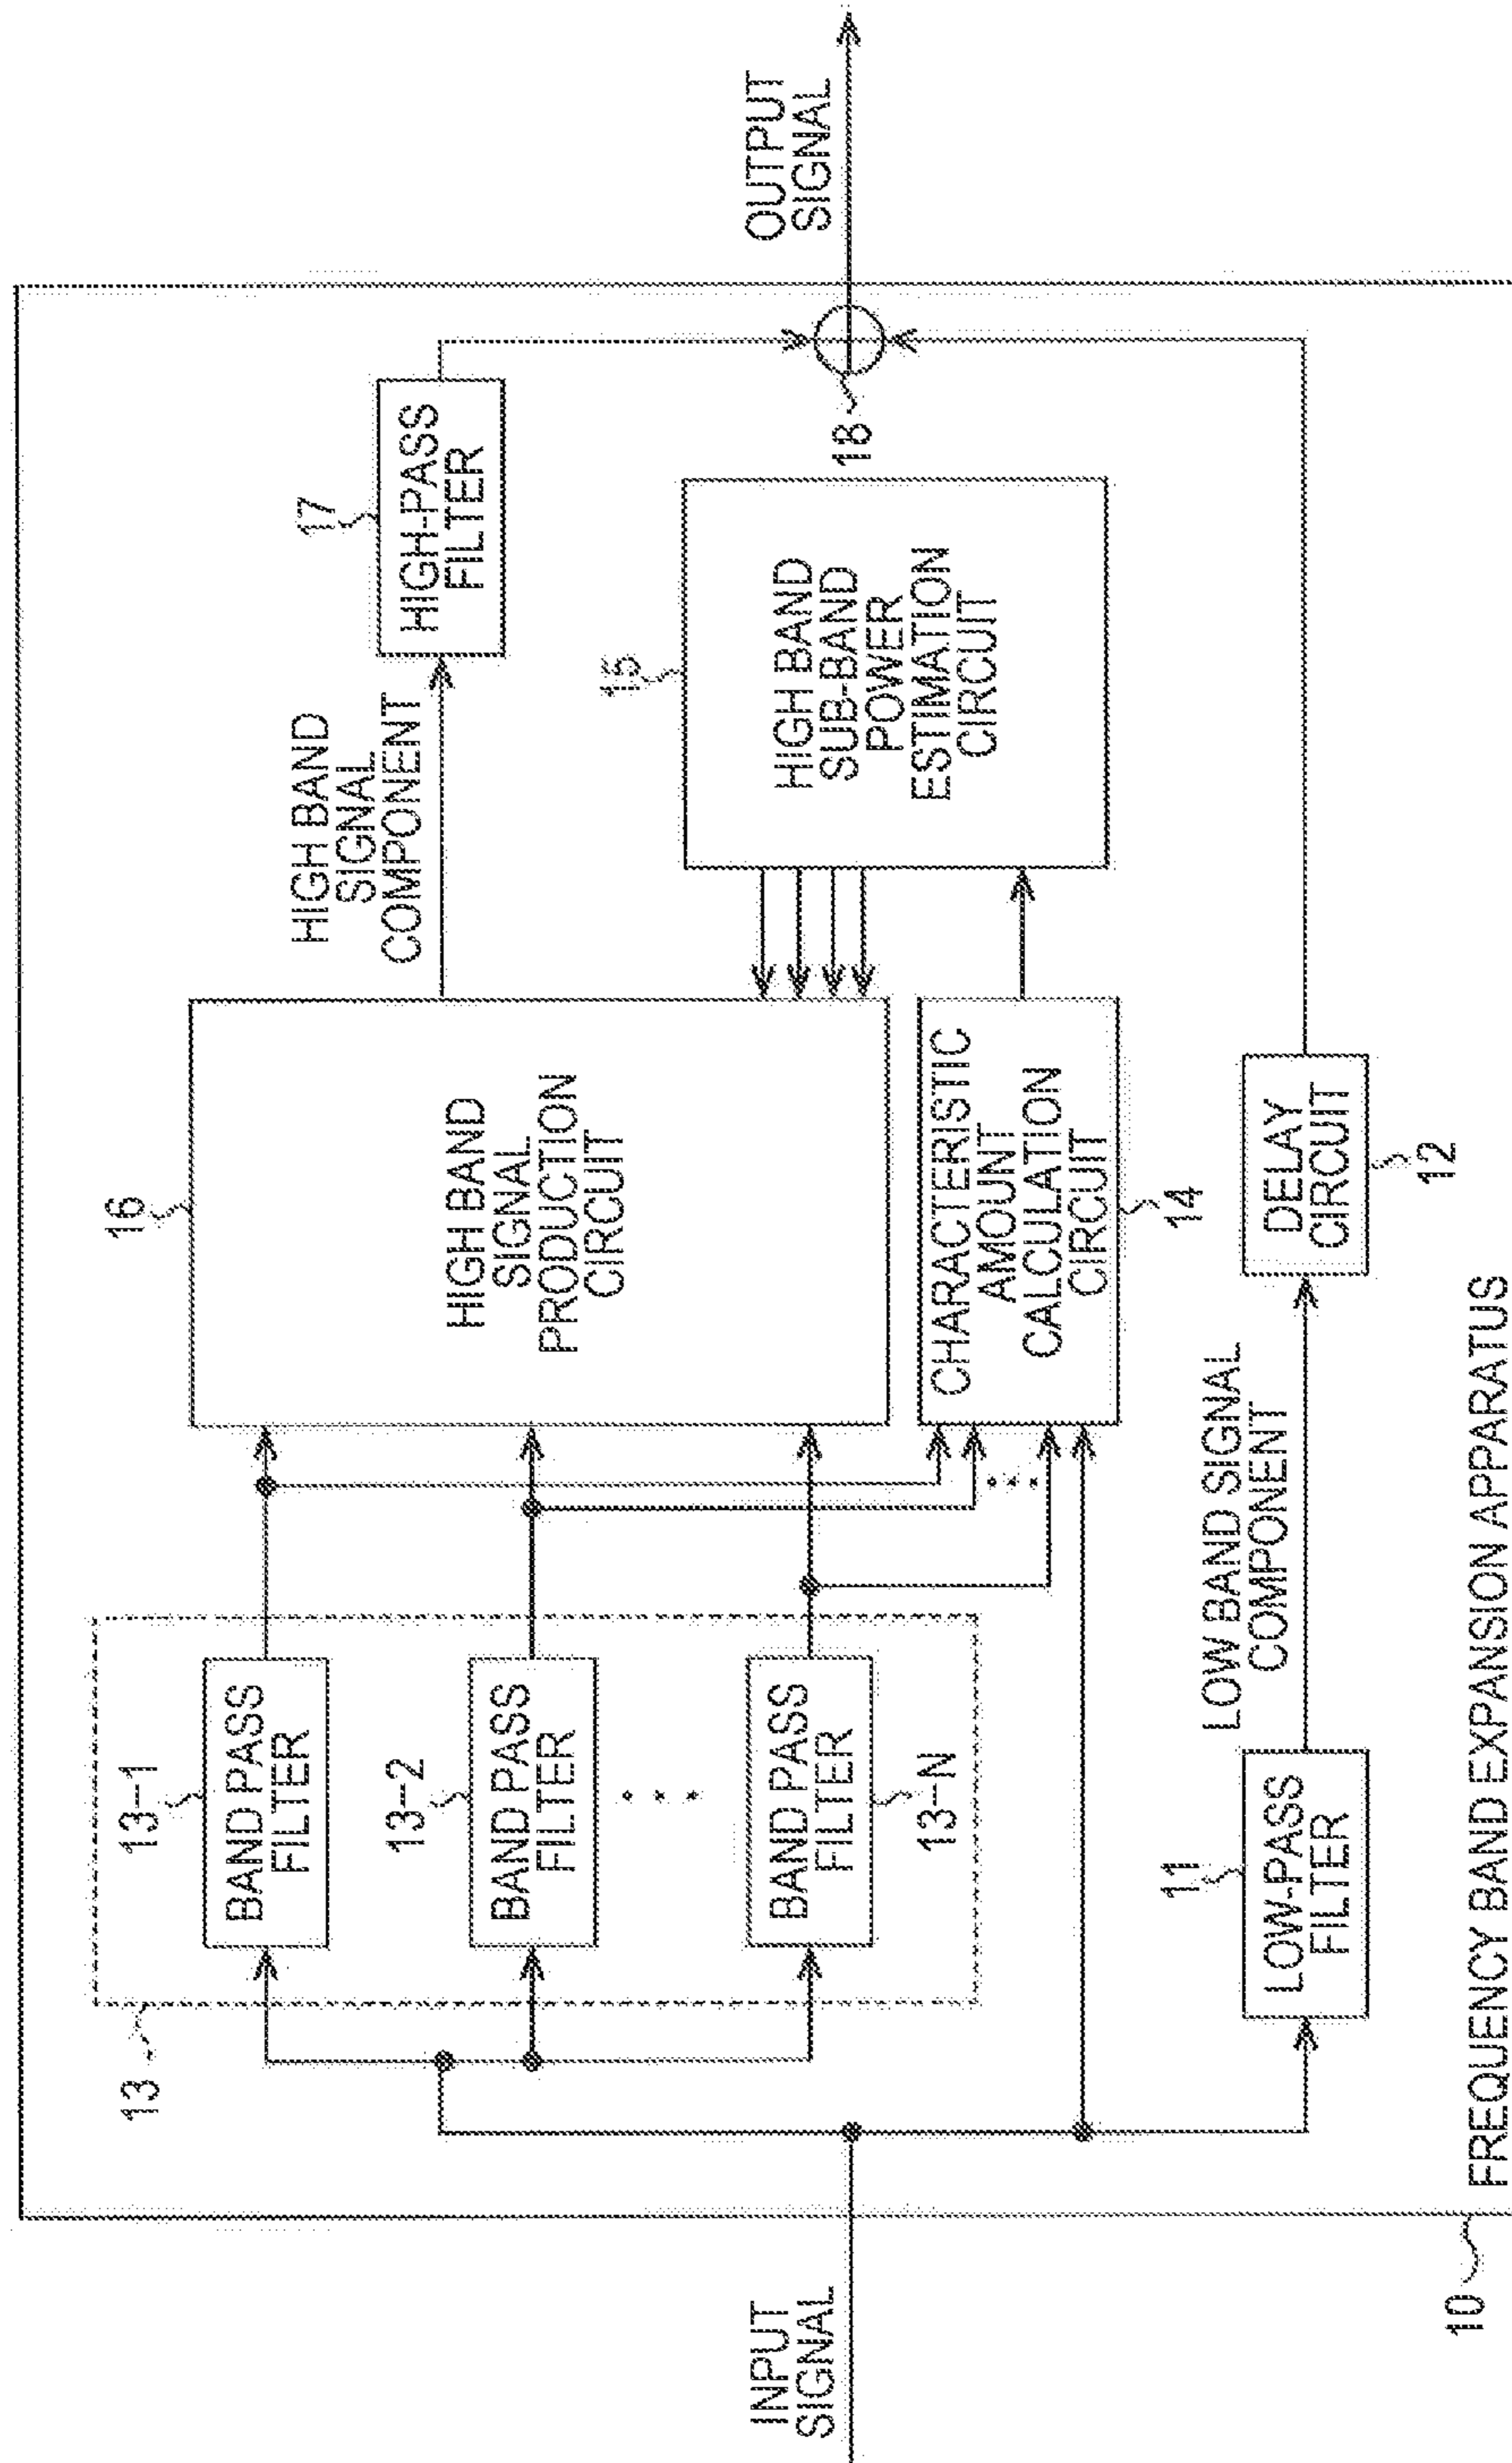 INPUT
SIGNAL
10
FREQUENCY BAND EXPANSION APPARATUS
13
13-1
BAND PASS
FILTER
13-2
BAND PASS
FILTER
. . .
BAND PASS
FILTER
13-N
11
LOW-PASS
FILTER
LOW BAND SIGNAL
COMPONENT
DELAY
CIRCUIT
12
16
HIGH BAND
SIGNAL
PRODUCTION
CIRCUIT
. . .
CHARACTERISTIC
AMOUNT
CALCULATION
CIRCUIT
14
HIGH BAND
SIGNAL
COMPONENT
15
HIGH BAND
SUB-BAND
POWER
ESTIMATION
CIRCUIT
17
HIGH-PASS
FILTER
18
OUTPUT
SIGNAL